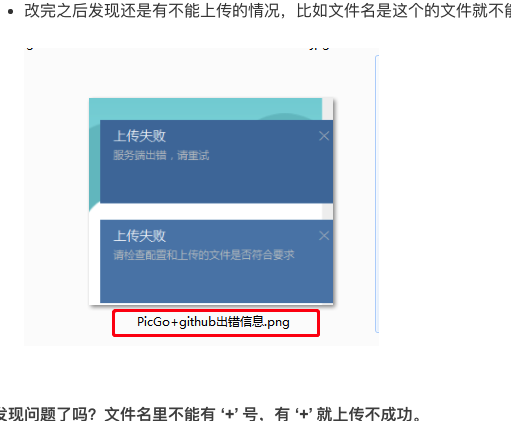 改完之后发现还是有不能上传的情况，比如文件名是这个的文件就不能
上传失败
服务端出错，请重试
上传失败
请检查配置和上传的文件是否符合要求
PicGo+github出错信息.png
发现问题了吗？文件名里不能有 ‘+’ 号，有 ‘+’ 就上传不成功。